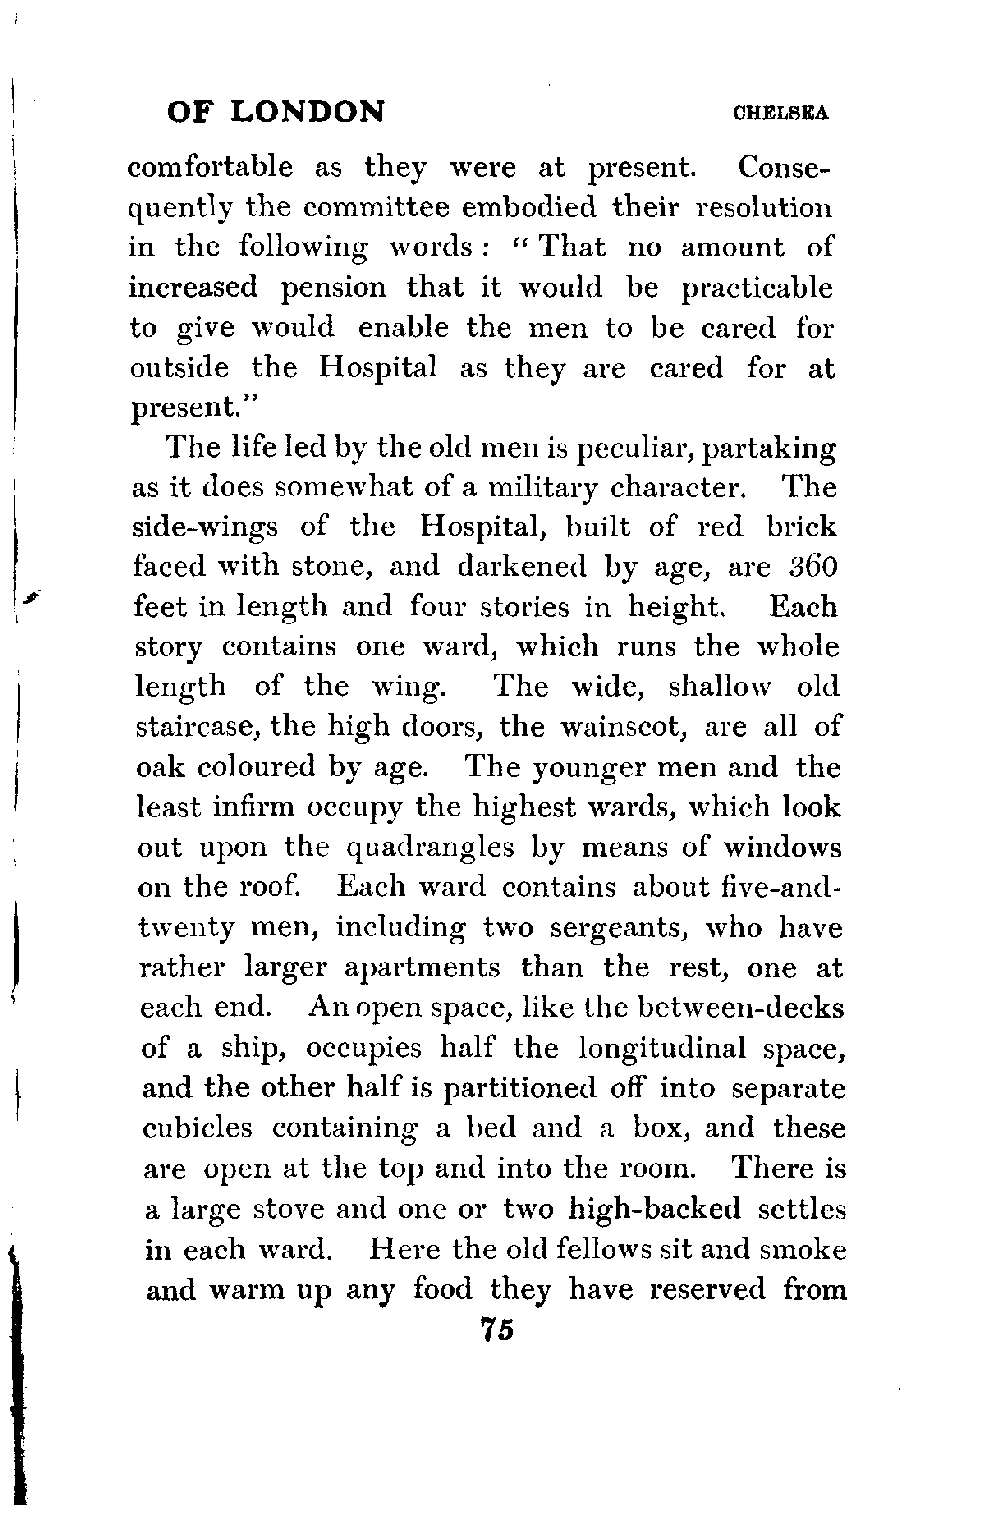 OF LONDON CHELSEA
comfortable as they were at present. Conse-
quently the committee embodied their resolution
in the following words : “ That no amount of
increased pension that it would be practicable
to give would enable the men to be cared for
outside the Hospital as they are cared for at
present.”
The life led by the old men is peculiar, partaking
as it does somewhat of a military character. The
side-wings of the Hospital, built of red brick
faced with stone, and darkened by age, are 360
feet in length and four stories in height. Each
story contains one ward, which runs the whole
length of the wing. The wide, shallow old
staircase, the high doors, the wainscot, are all of
oak coloured by age. The younger men and the
least infirm occupy the highest wards, which look
out upon the quadrangles by means of windows
on the roof. Each ward contains about five-and-
twenty men, including two sergeants, who have
rather larger apartments than the rest, one at
each end. An open space, like the between-decks
of a ship, occupies half the longitudinal space,
and the other half is partitioned off into separate
cubicles containing a bed and a box, and these
are open at the top and into the room. There is
a large stove and one or two high-backed settles
in each ward. Here the old fellows sit and smoke
and warm up any food they have reserved from
75